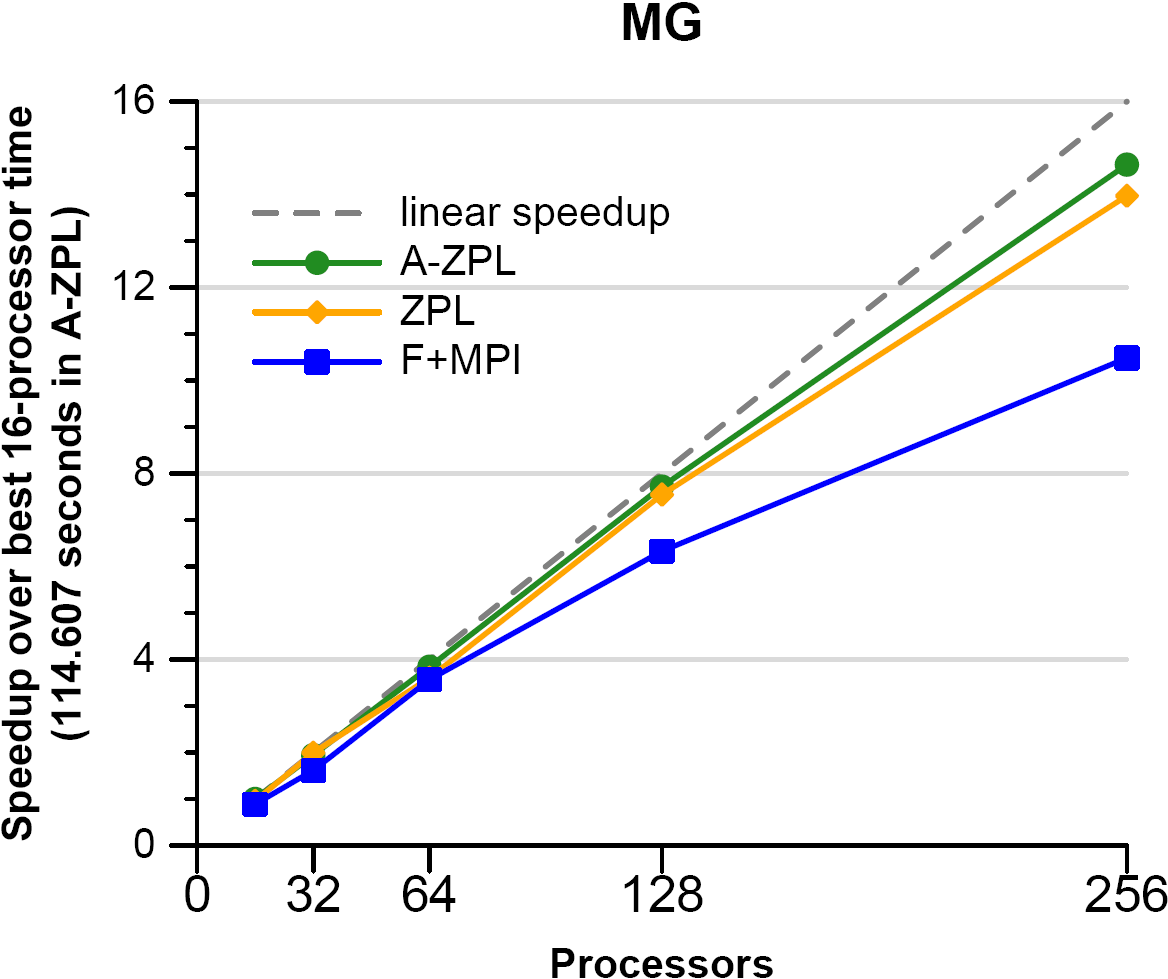 MG
Speedup over best 16-processor time
(114.607 seconds in A-ZPL)
16
12
8
4
0
linear speedup
A-ZPL
ZPL
F+MPI
0 32 64 128 256
Processors